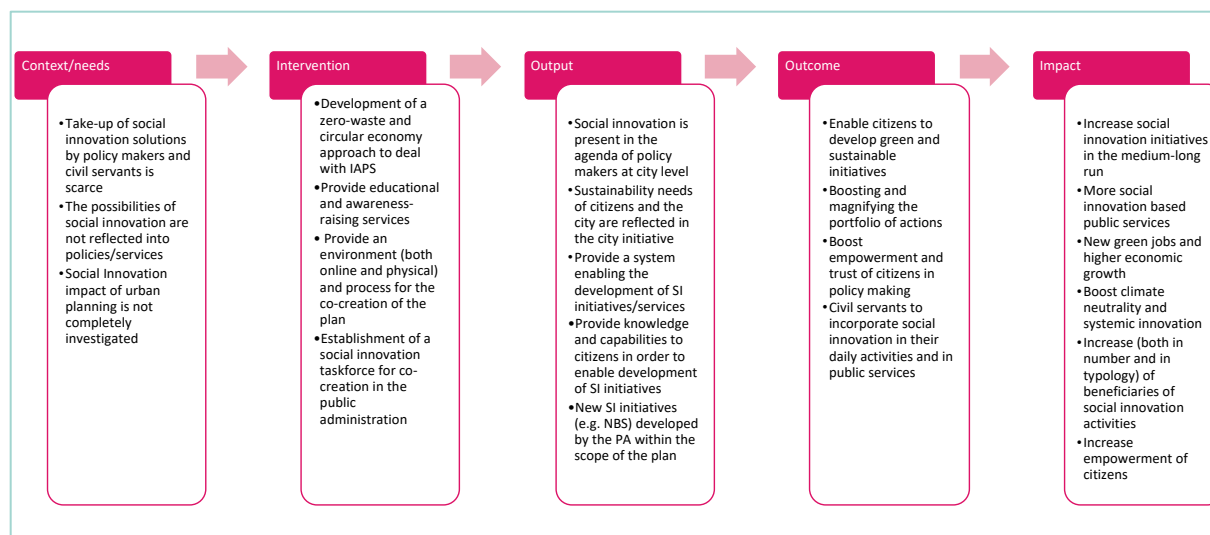 Context/needs
•Take-up of social
innovation solutions
by policy makers and
civil servants is
scarce
•The possibilities of
social innovation are
not reflected into
policies/services
•Social Innovation
impact of urban
planning is not
completely
investigated
Intervention
•Development of a
zero-waste and
circular economy
approach to deal
with IAPS
•Provide educational
and awareness-
raising services
• Provide an
environment (both
online and physical)
and process for the
co-creation of the
plan
•Establishment of a
social innovation
taskforce for co-
creation in the
public
administration
Output
•Social innovation is
present in the
agenda of policy
makers at city level
•Sustainability needs
of citizens and the
city are reflected in
the city initiative
•Provide a system
enabling the
development of SI
initiatives/services
•Provide knowledge
and capabilities to
citizens in order to
enable development
of SI initiatives
•New SI initiatives
(e.g. NBS) developed
by the PA within the
scope of the plan
Outcome
•Enable citizens to
develop green and
sustainable
initiatives
•Boosting and
magnifying the
portfolio of actions
•Boost
empowerment and
trust of citizens in
policy making
•Civil servants to
incorporate social
innovation in their
daily activities and in
public services
Impact
•Increase social
innovation initiatives
in the medium-long
run
•More social
innovation based
public services
•New green jobs and
higher economic
growth
•Boost climate
neutrality and
systemic innovation
•Increase (both in
number and in
typology) of
beneficiaries of
social innovation
activities
•Increase
empowerment of
citizens